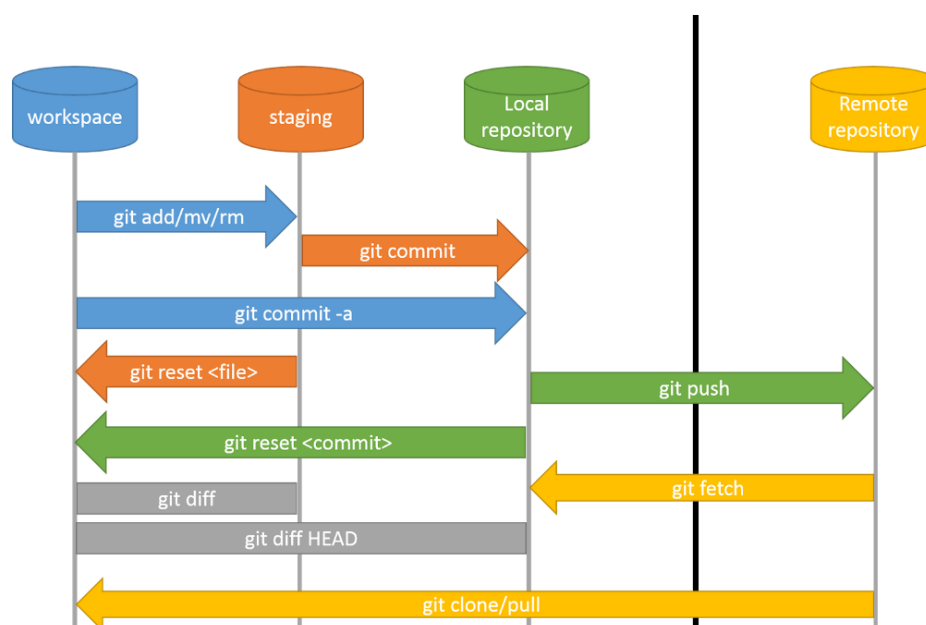 workspace
staging
Local
repository
Remote
repository
git add/mv/rm
git commit
git commit -a
git reset <file>
git push
git reset <commit>
git fetch
git diff
git diff HEAD
git clone/pull